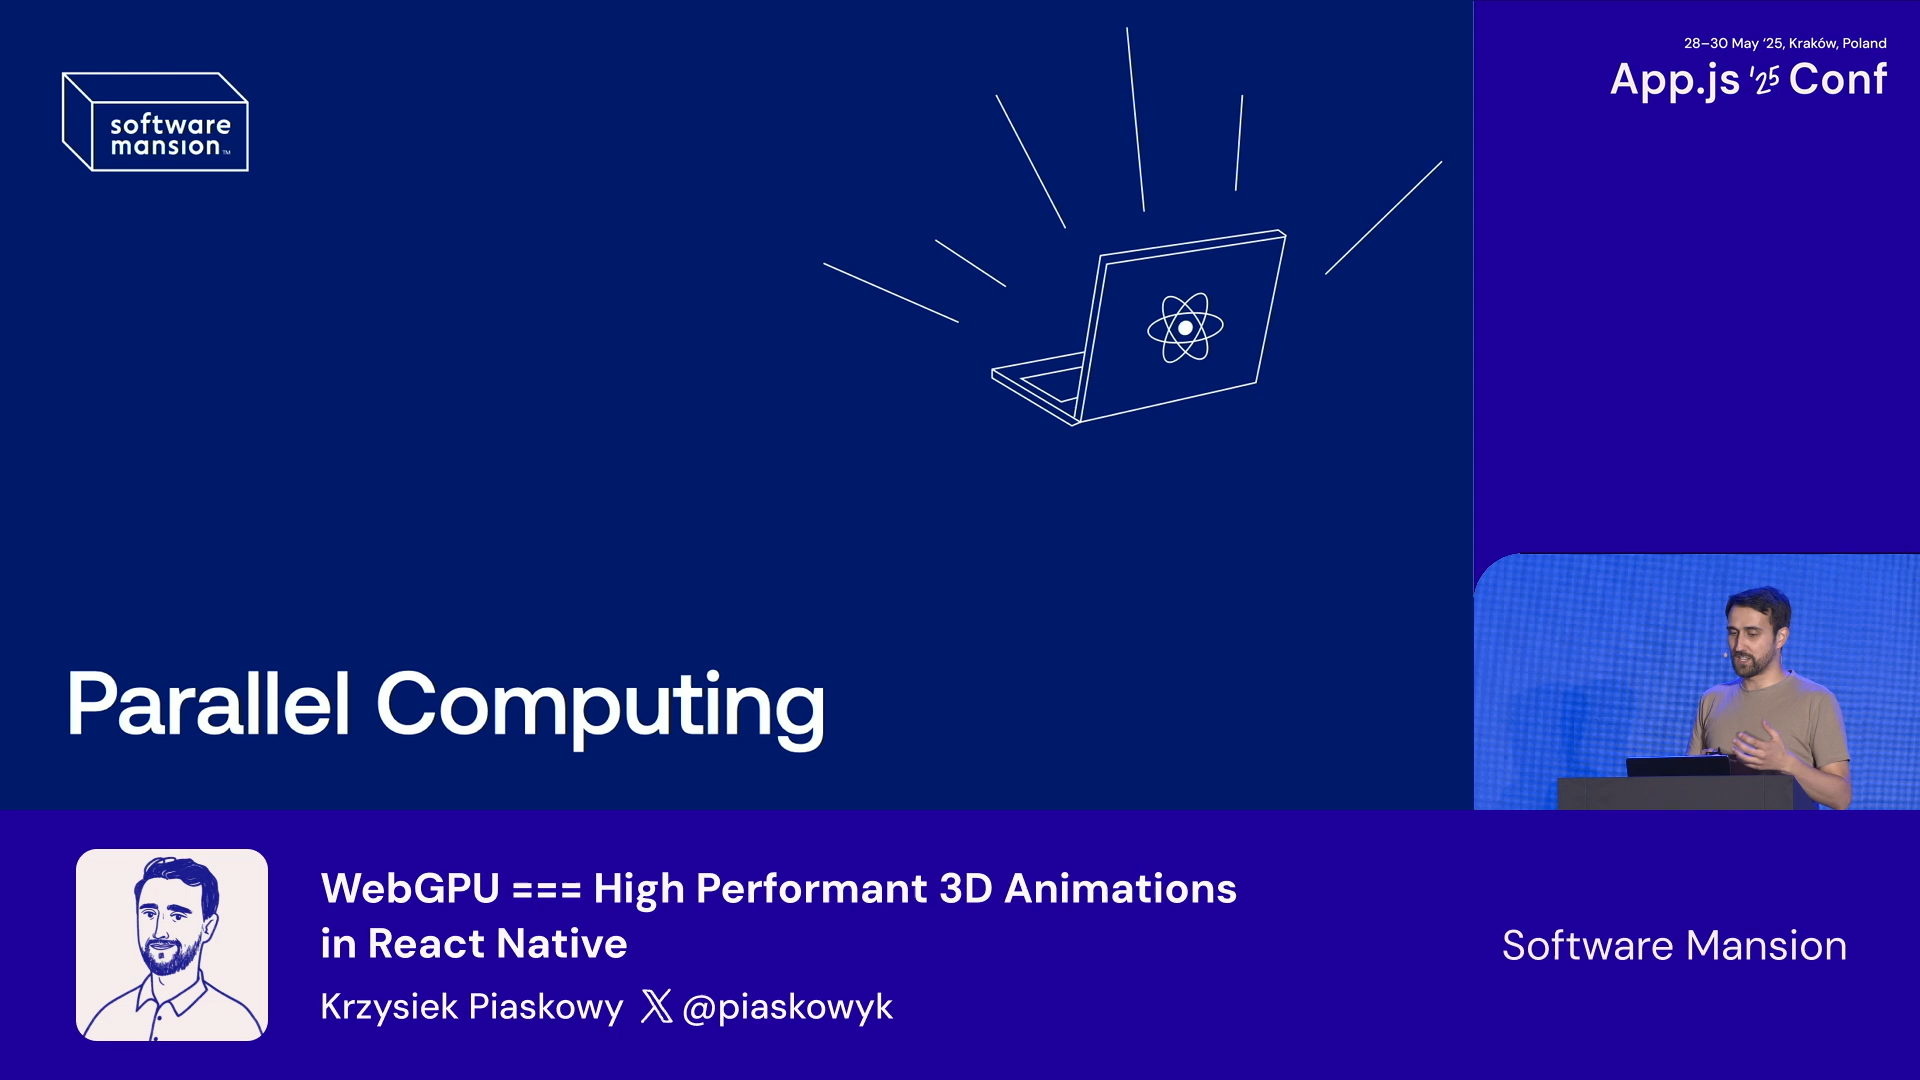 software
mansion™
28–30 May '25, Kraków, Poland
App.js '25 Conf
Parallel Computing
WebGPU === High Performant 3D Animations
in React Native
Krzysiek Piaskowy 𝕏 @piaskowyk
Software Mansion